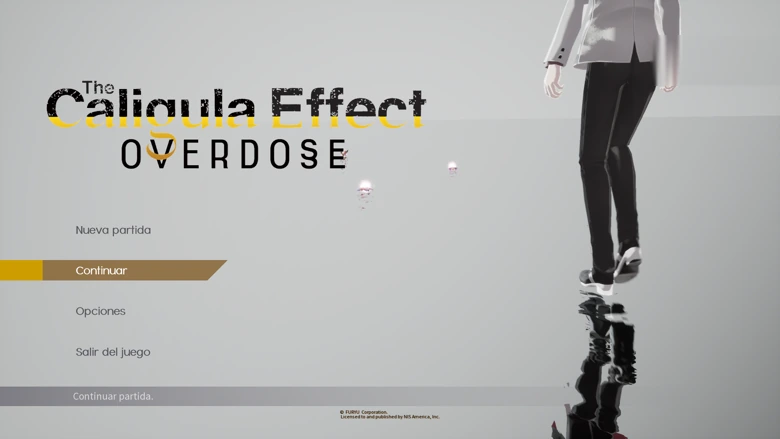 The
Caligula Effect
OVERDOSE
Nueva partida
Continuar
Opciones
Salir del juego
Continuar partida.
© FURYU Corporation.
Licensed to and published by NIS America, Inc.